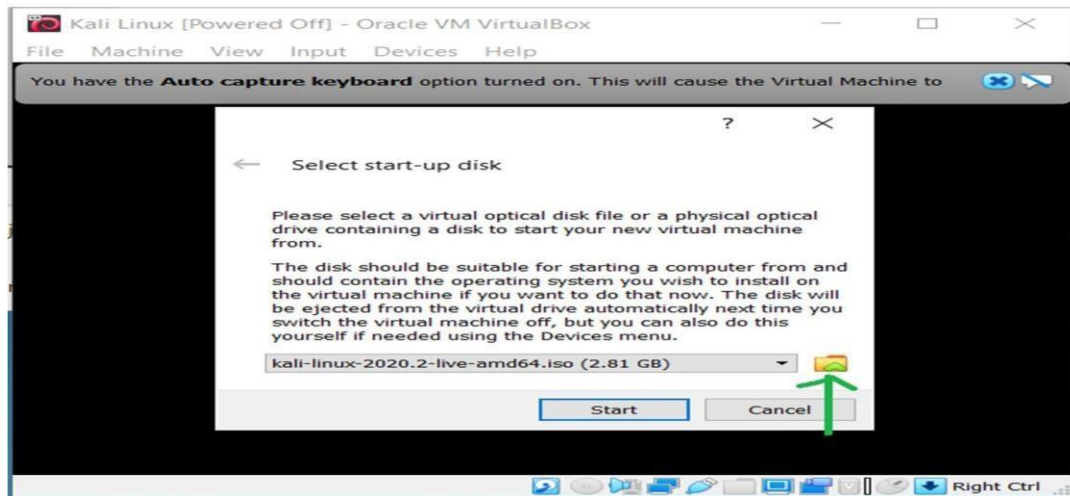 Kali Linux [Powered Off] - Oracle VM VirtualBox
File Machine View Input Devices Help
You have the Auto capture keyboard option turned on. This will cause the Virtual Machine to
?
Select start-up disk
Please select a virtual optical disk file or a physical optical
drive containing a disk to start your new virtual machine
from.
The disk should be suitable for starting a computer from and
should contain the operating system you wish to install on
the virtual machine if you want to do that now. The disk will
be ejected from the virtual drive automatically next time you
switch the virtual machine off, but you can also do this
yourself if needed using the Devices menu.
kali-linux-2020.2-live-amd64.iso (2.81 GB)
Start Cancel
Right Ctrl